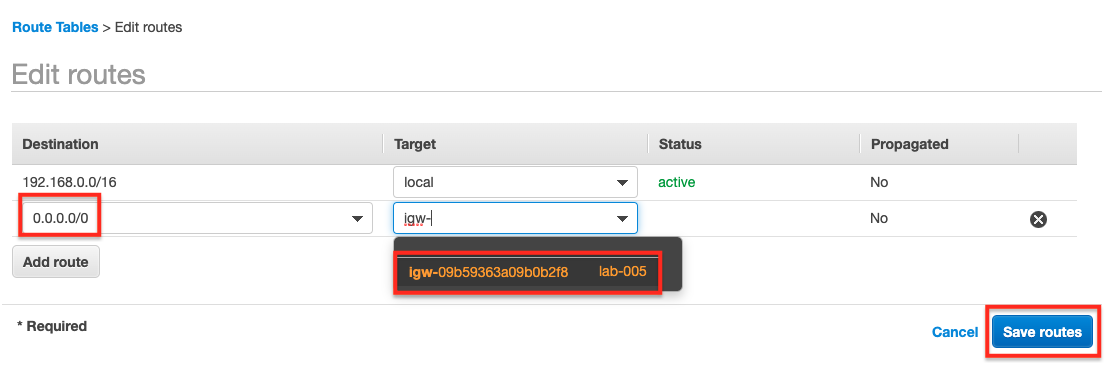 Route Tables > Edit routes
Edit routes
Destination Target Status Propagated
192.168.0.0/16 local active No
0.0.0.0/0 igw- No
Add route
igw-09b59363a09b0b2f8 lab-005
* Required
Cancel Save routes